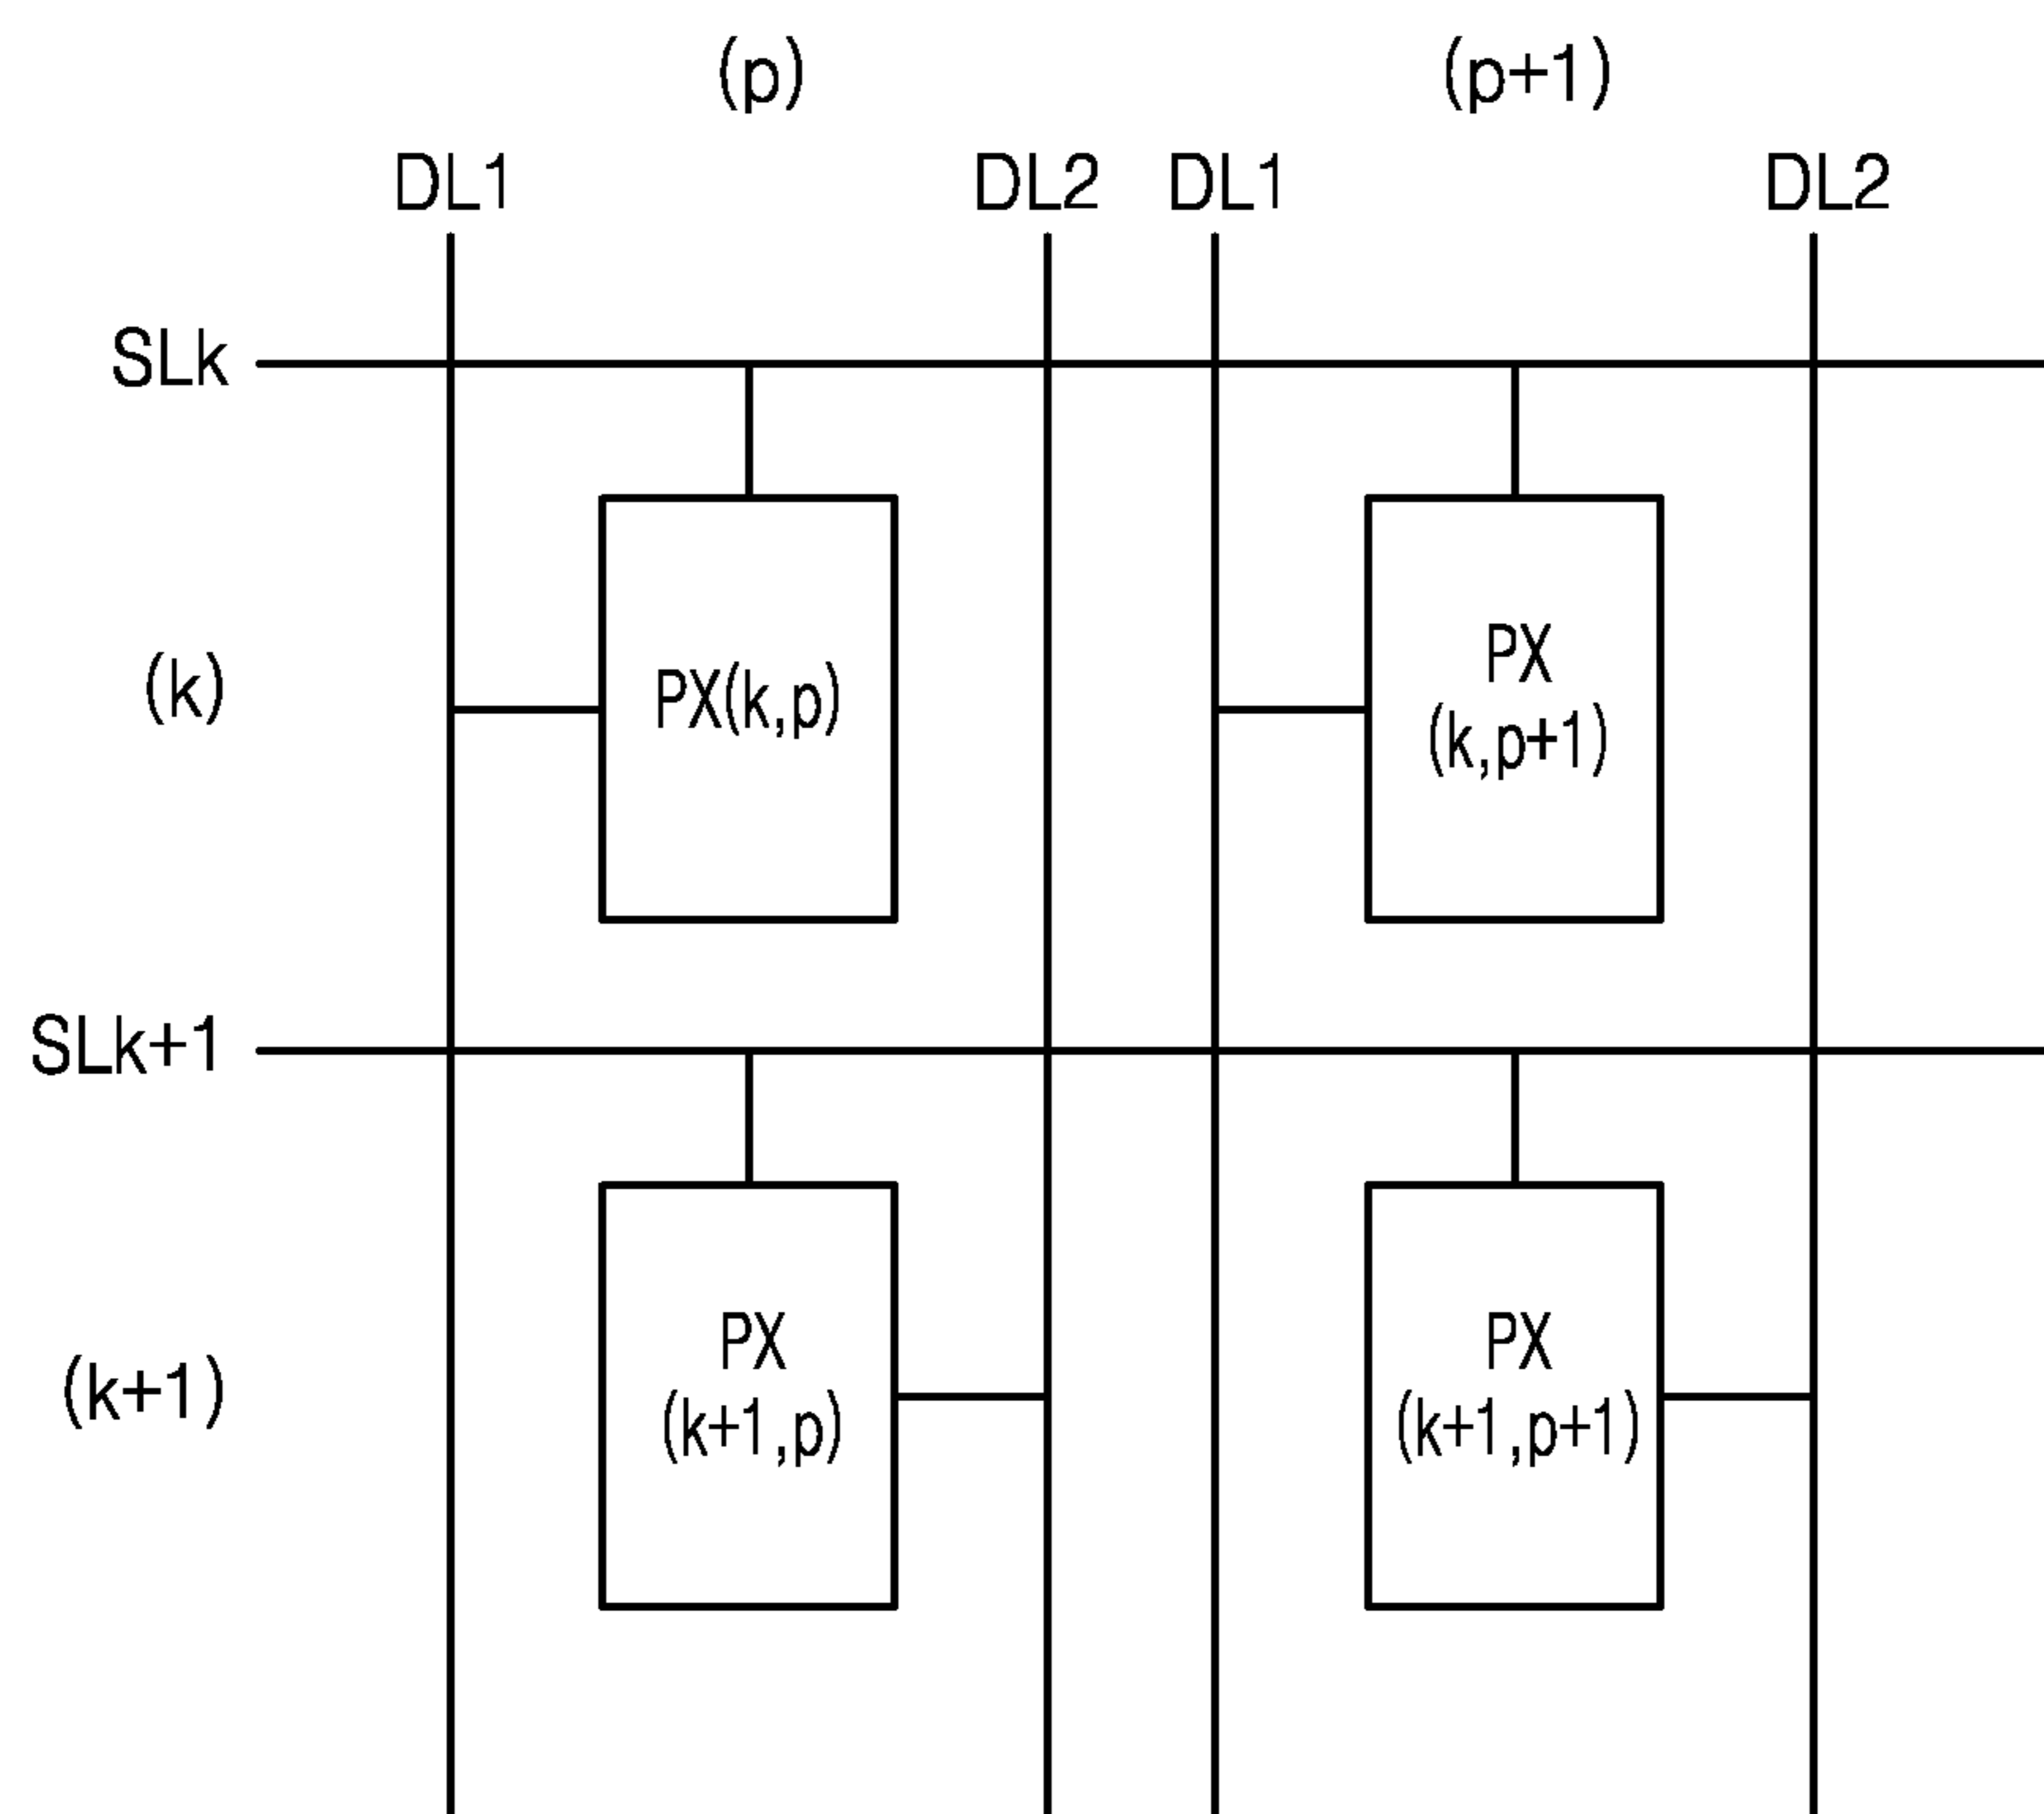 (p) (p+1)
DL1 DL2 DL1 DL2
SLk
(k)
PX(k,p)
PX
(k,p+1)
SLk+1
(k+1)
PX
(k+1,p)
PX
(k+1,p+1)